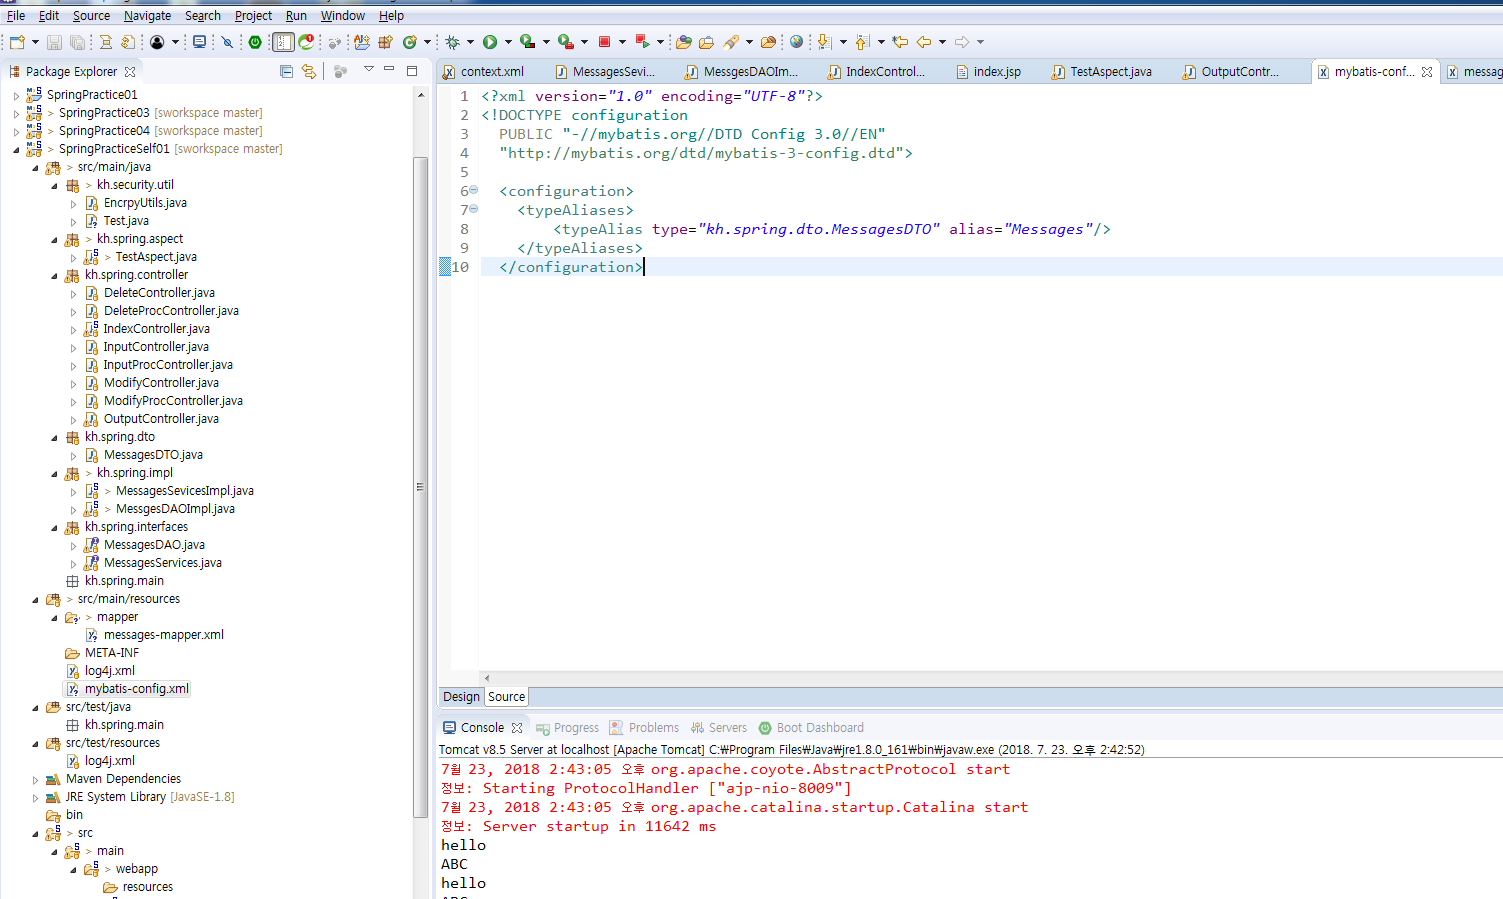 File Edit Source Navigate Search Project Run Window Help
Package Explorer
SpringPractice01
> SpringPractice03 [sworkspace master]
> SpringPractice04 [sworkspace master]
> SpringPracticeSelf01 [sworkspace master]
> src/main/java
> kh.security.util
EncrpyUtils.java
Test.java
> kh.spring.aspect
> TestAspect.java
kh.spring.controller
DeleteController.java
DeleteProcController.java
IndexController.java
InputController.java
InputProcController.java
ModifyController.java
ModifyProcController.java
OutputController.java
kh.spring.dto
MessagesDTO.java
> kh.spring.impl
> MessagesSevicesImpl.java
> MessgesDAOImpl.java
kh.spring.interfaces
MessagesDAO.java
MessagesServices.java
kh.spring.main
> src/main/resources
> mapper
messages-mapper.xml
META-INF
log4j.xml
mybatis-config.xml
src/test/java
kh.spring.main
src/test/resources
log4j.xml
Maven Dependencies
JRE System Library [JavaSE-1.8]
bin
> src
> main
> webapp
resources
context.xml MessagesSevi... MessgesDAOIm... IndexControl... index.jsp TestAspect.java OutputContr... mybatis-conf... messag
1 <?xml version="1.0" encoding="UTF-8"?>
2 <!DOCTYPE configuration
3 PUBLIC "-//mybatis.org//DTD Config 3.0//EN"
4 "http://mybatis.org/dtd/mybatis-3-config.dtd">
5
6 <configuration>
7 <typeAliases>
8 <typeAlias type="kh.spring.dto.MessagesDTO" alias="Messages"/>
9 </typeAliases>
10 </configuration>
Design Source
Console Progress Problems Servers Boot Dashboard
Tomcat v8.5 Server at localhost [Apache Tomcat] C:₩Program Files₩Java₩jre1.8.0_161₩bin₩javaw.exe (2018. 7. 23. 오후 2:42:52)
7월 23, 2018 2:43:05 오후 org.apache.coyote.AbstractProtocol start
정보: Starting ProtocolHandler ["ajp-nio-8009"]
7월 23, 2018 2:43:05 오후 org.apache.catalina.startup.Catalina start
정보: Server startup in 11642 ms
hello
ABC
hello